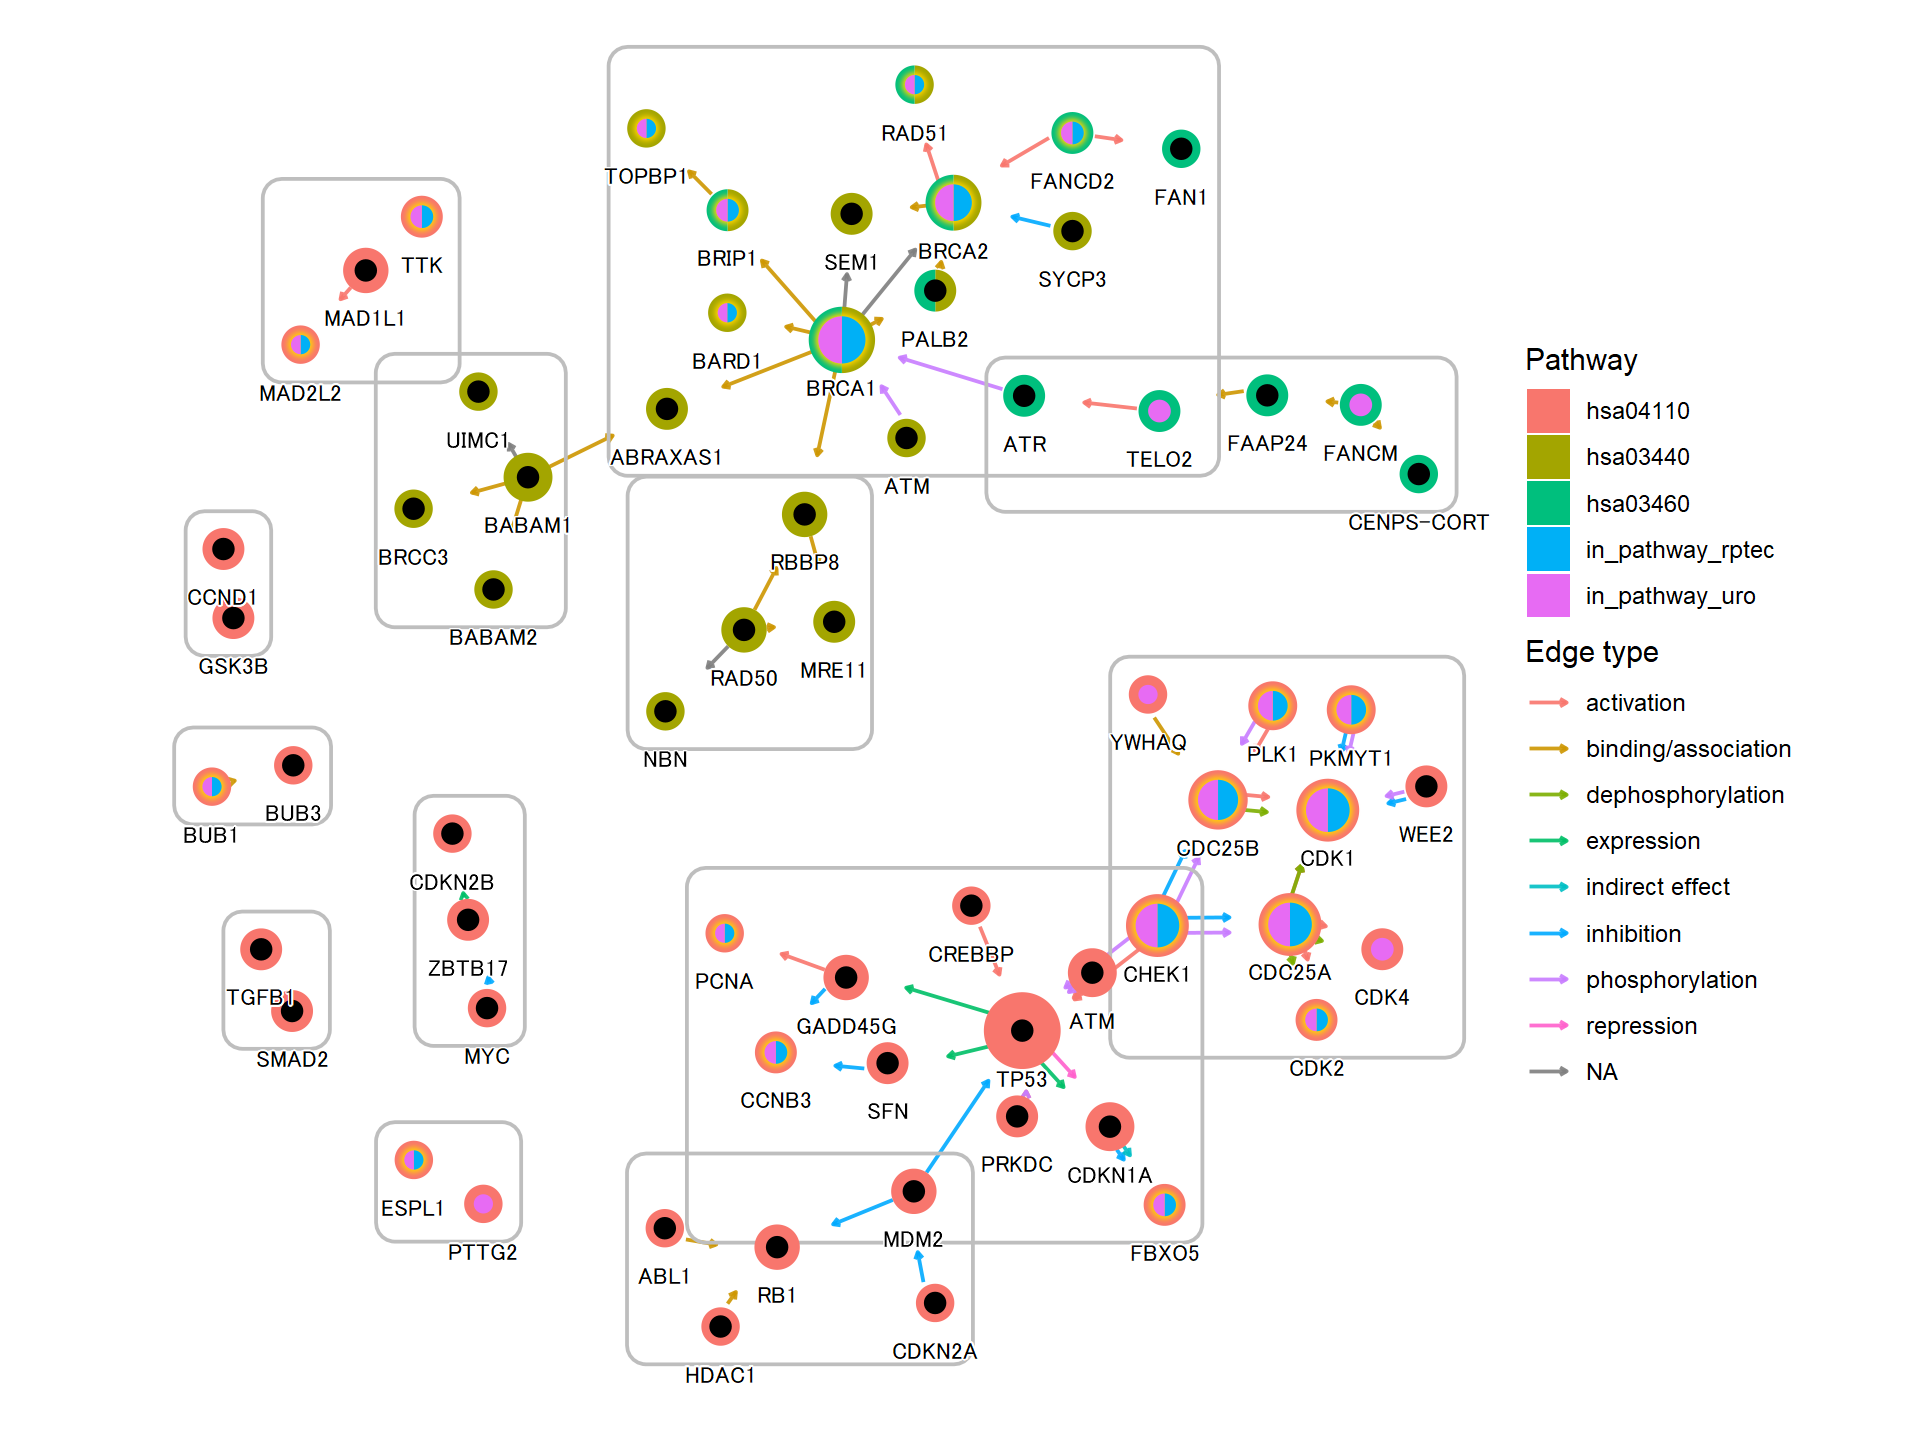 RAD51
TOPBP1
FANCD2
FAN1
BRIP1
SEM1
BRCA2
SYCP3
TTK
MAD1L1
MAD2L2
BARD1
PALB2
BRCA1
UIMC1
ABRAXAS1
ATM
ATR
TELO2
FAAP24
FANCM
CENPS-CORT
BABAM1
BRCC3
BABAM2
RBBP8
RAD50
MRE11
NBN
CCND1
GSK3B
BUB3
BUB1
CDKN2B
ZBTB17
MYC
TGFB1
SMAD2
ESPL1
PTTG2
YWHAQ
PLK1
PKMYT1
WEE2
CDC25B
CDK1
CHEK1
CDC25A
CDK4
CDK2
CREBBP
PCNA
GADD45G
ATM
CCNB3
SFN
TP53
PRKDC
CDKN1A
FBXO5
MDM2
ABL1
RB1
CDKN2A
HDAC1
Pathway
hsa04110
hsa03440
hsa03460
in_pathway_rptec
in_pathway_uro
Edge type
activation
binding/association
dephosphorylation
expression
indirect effect
inhibition
phosphorylation
repression
NA